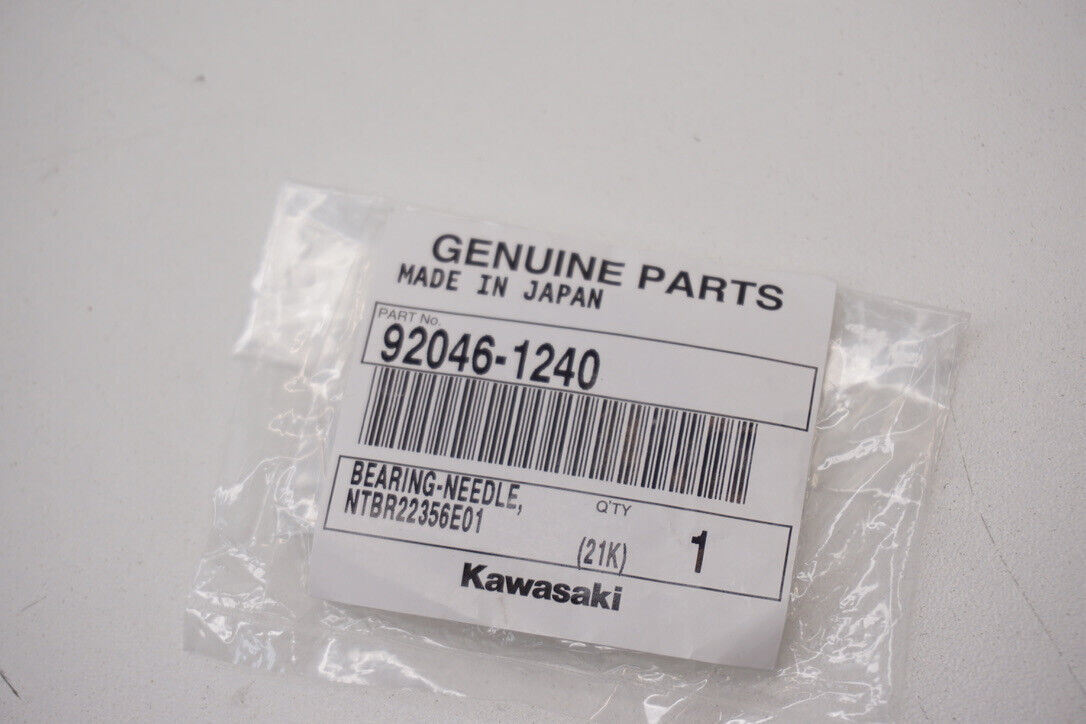 GENUINE PARTS
MADE IN JAPAN
PART No.
92046-1240
BEARING-NEEDLE,
NTBR22356E01
Q'TY
(21K)
1
Kawasaki